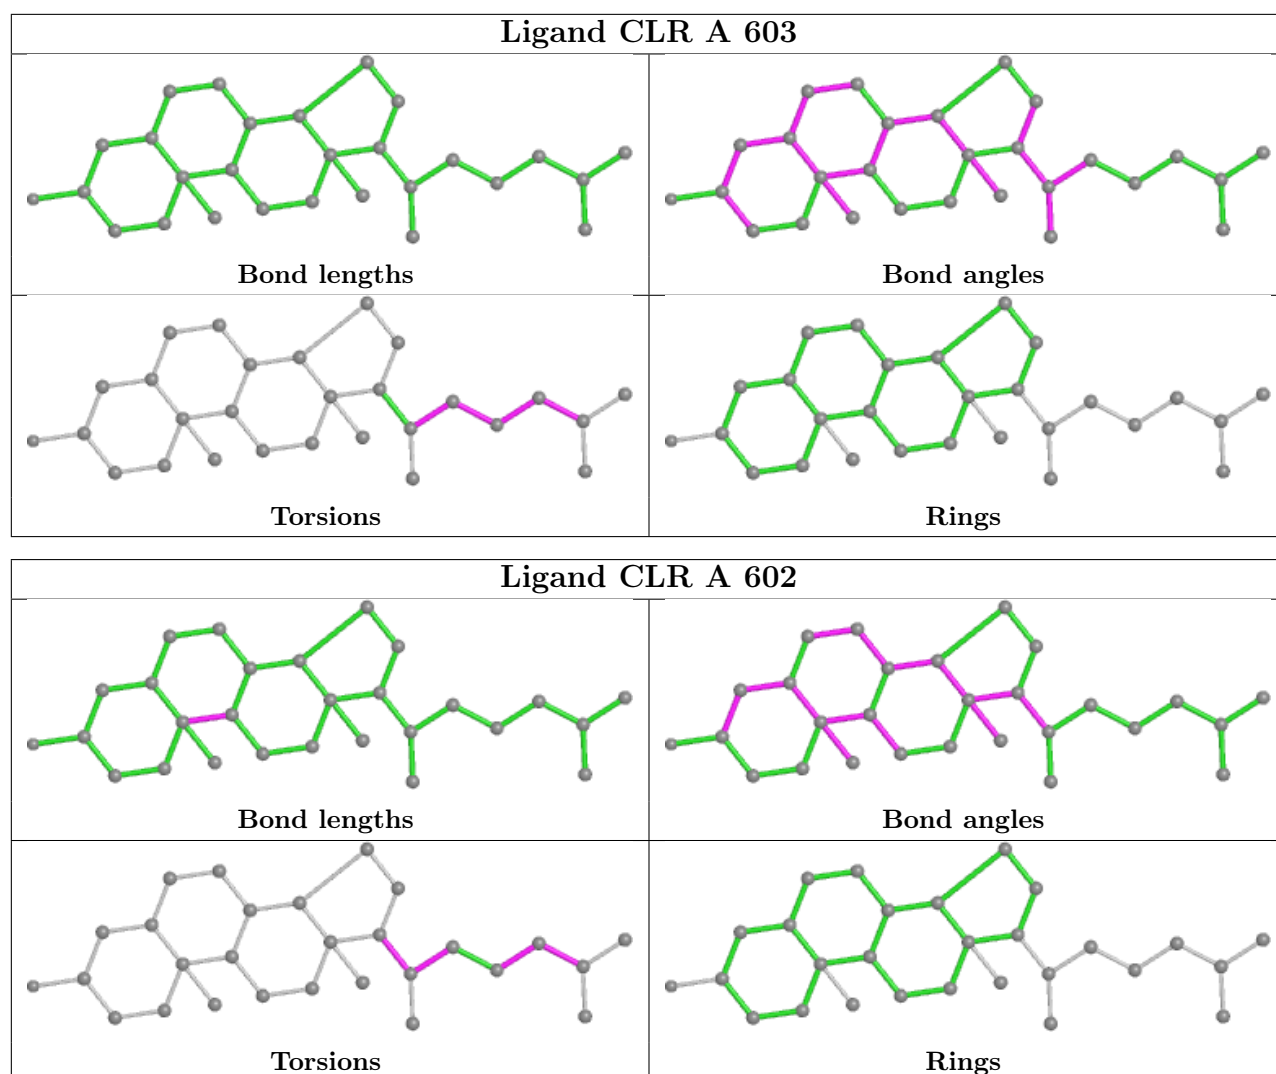 Ligand CLR A 603
Bond lengths
Bond angles
Torsions
Rings
Ligand CLR A 602
Bond lengths
Bond angles
Torsions
Rings